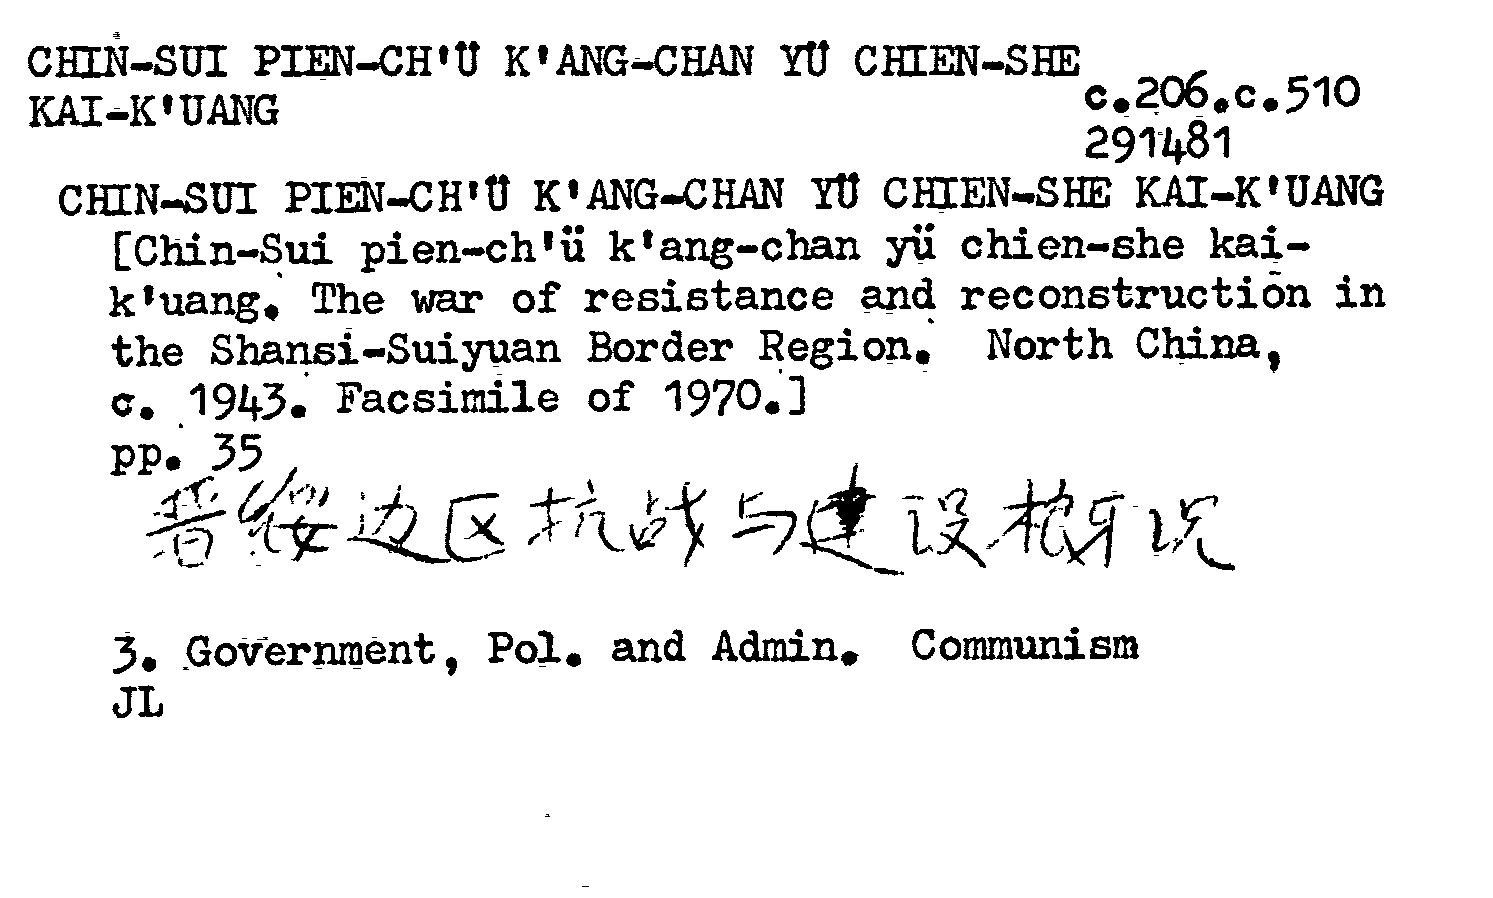 CHIN-SUI PIEN-CH'Ü K'ANG-CHAN YÜ CHIEN-SHE
KAI-K'UANG
c.206.c.510
291481
CHIN-SUI PIEN-CH'Ü K'ANG-CHAN YÜ CHIEN-SHE KAI-K'UANG
[Chin-Sui pien-ch'ü k'ang-chan yü chien-she kai-
k'uang. The war of resistance and reconstruction in
the Shansi-Suiyuan Border Region. North China,
c. 1943. Facsimile of 1970.]
pp. 35
晋绥边区抗战与建设概况
3. Government, Pol. and Admin. Communism
JL